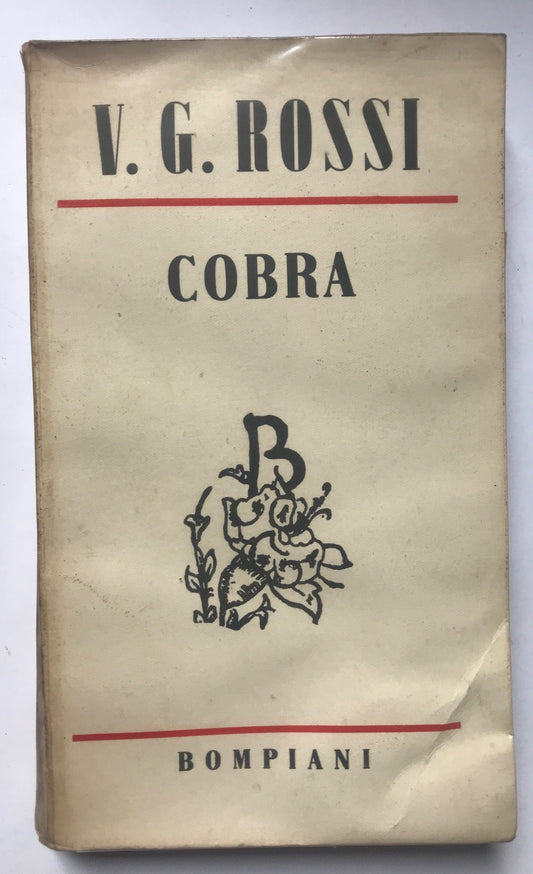 V. G. ROSSI
COBRA
B
BOMPIANI